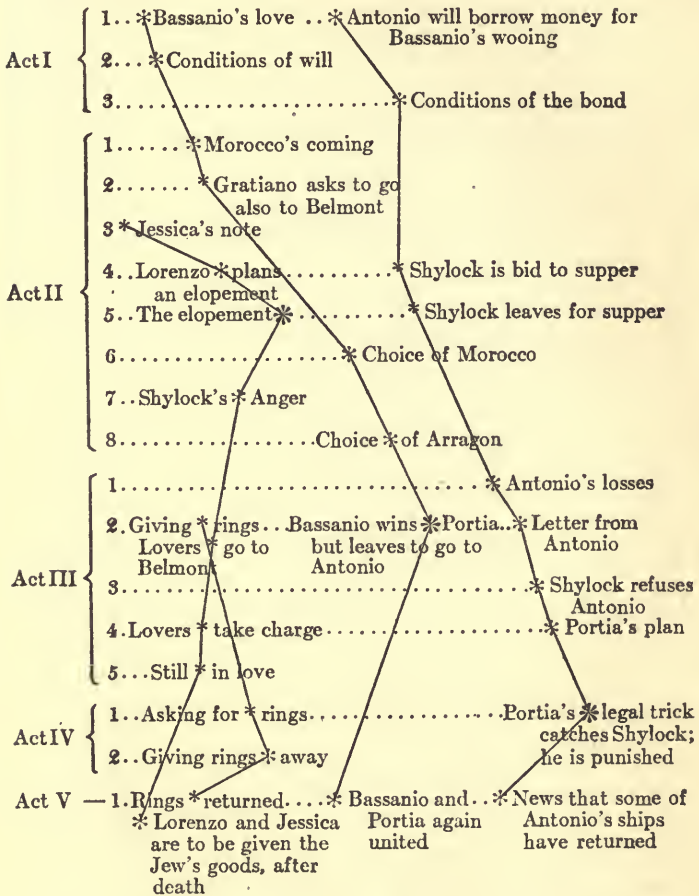 1..*Bassanio's love ..*Antonio will borrow money for
Bassanio's wooing
Act I
2...*Conditions of will
3..................................*Conditions of the bond
1.......*Morocco's coming
2.......*Gratiano asks to go
also to Belmont
3*Jessica's note
4..Lorenzo*plans............*Shylock is bid to supper
an elopement
Act II
5..The elopement*............*Shylock leaves for supper
6......................*Choice of Morocco
7..Shylock's*Anger
8....................Choice*of Arragon
1....................................*Antonio's losses
2.Giving*rings...Bassanio wins*Portia..*Letter from
Lovers*go to but leaves to go to Antonio
Belmont Antonio
Act III
3.......................................*Shylock refuses
Antonio
4.Lovers*take charge...................*Portia's plan
5...Still*in love
1..Asking for*rings.................Portia's*legal trick
catches Shylock;
Act IV
2..Giving rings*away he is punished
Act V — 1.Rings*returned....*Bassanio and..*News that some of
*Lorenzo and Jessica Portia again Antonio's ships
are to be given the united have returned
Jew's goods, after
death